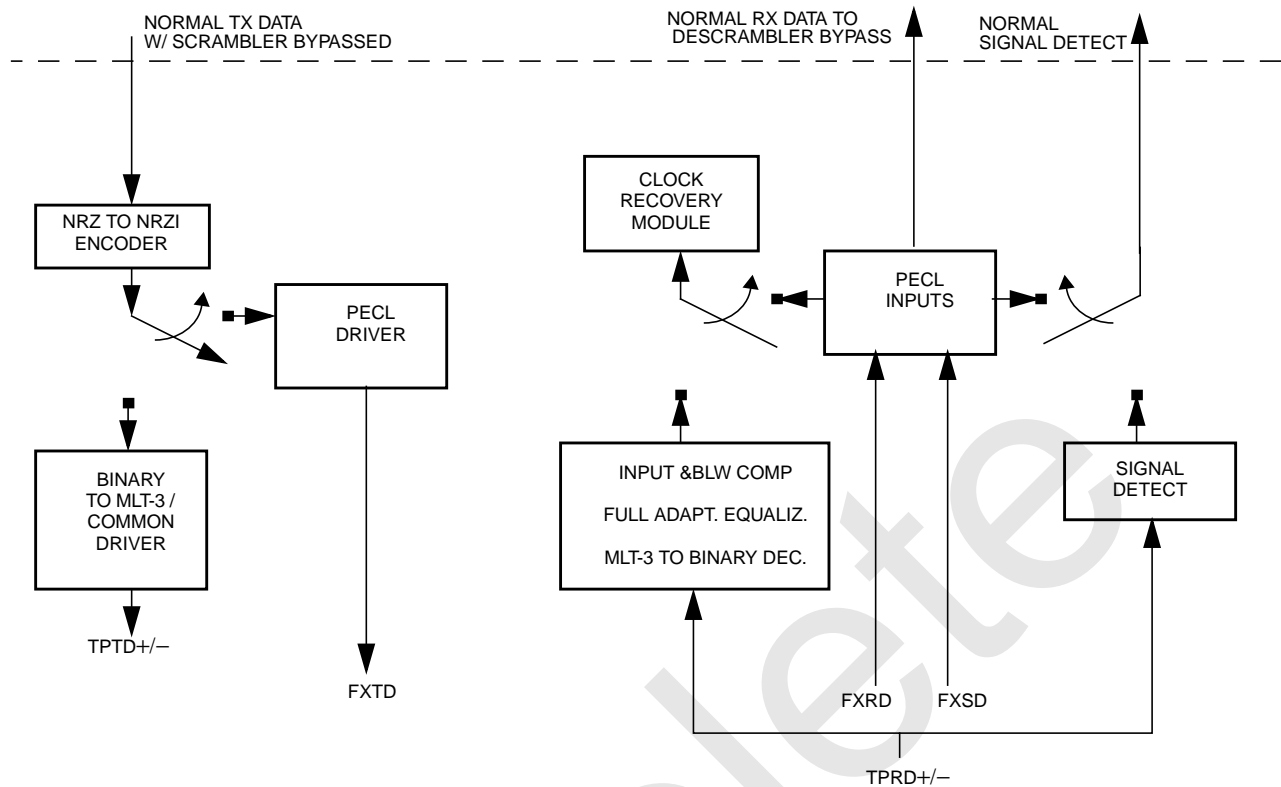 NORMAL TX DATA
W/ SCRAMBLER BYPASSED
NORMAL RX DATA TO
DESCRAMBLER BYPASS
NORMAL
SIGNAL DETECT
NRZ TO NRZI
ENCODER
CLOCK
RECOVERY
MODULE
PECL
DRIVER
PECL
INPUTS
BINARY
TO MLT-3 /
COMMON
DRIVER
INPUT &BLW COMP
FULL ADAPT. EQUALIZ.
MLT-3 TO BINARY DEC.
SIGNAL
DETECT
TPTD+/−
FXTD
FXRD
FXSD
TPRD+/−
lete